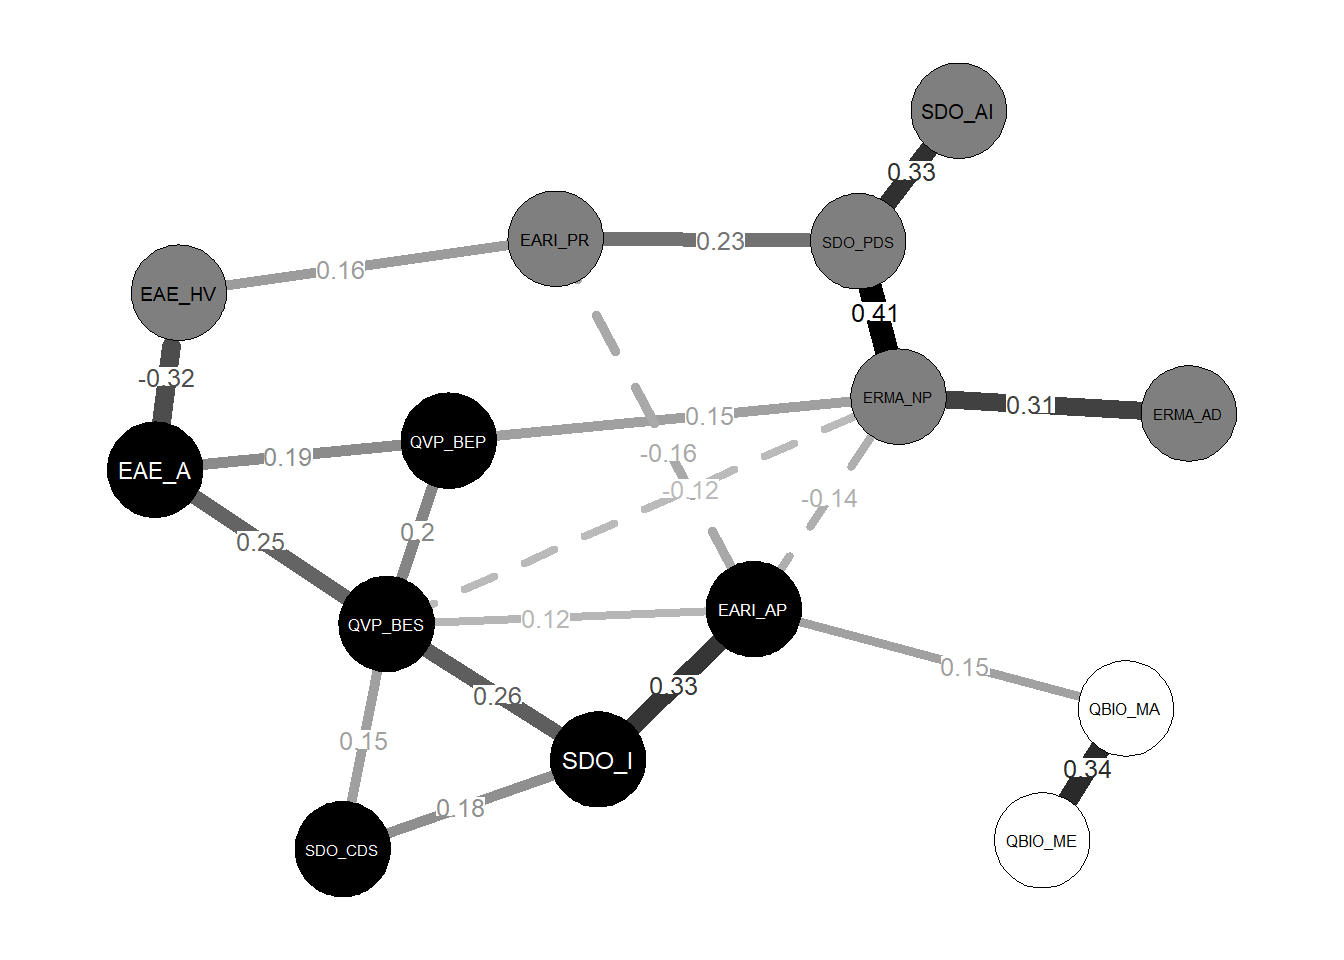 SDO_AI
0.33
EARI_PR
0.23
SDO_PDS
0.16
EAE_HV
0.41
-0.32
ERMA_NP
0.31
ERMA_AD
0.15
QVP_BEP
0.19
EAE_A
-0.16
-0.12
-0.14
0.2
0.25
EARI_AP
0.12
QVP_BES
0.15
0.33
0.26
QBIO_MA
0.15
SDO_I
0.34
0.18
QBIO_ME
SDO_CDS